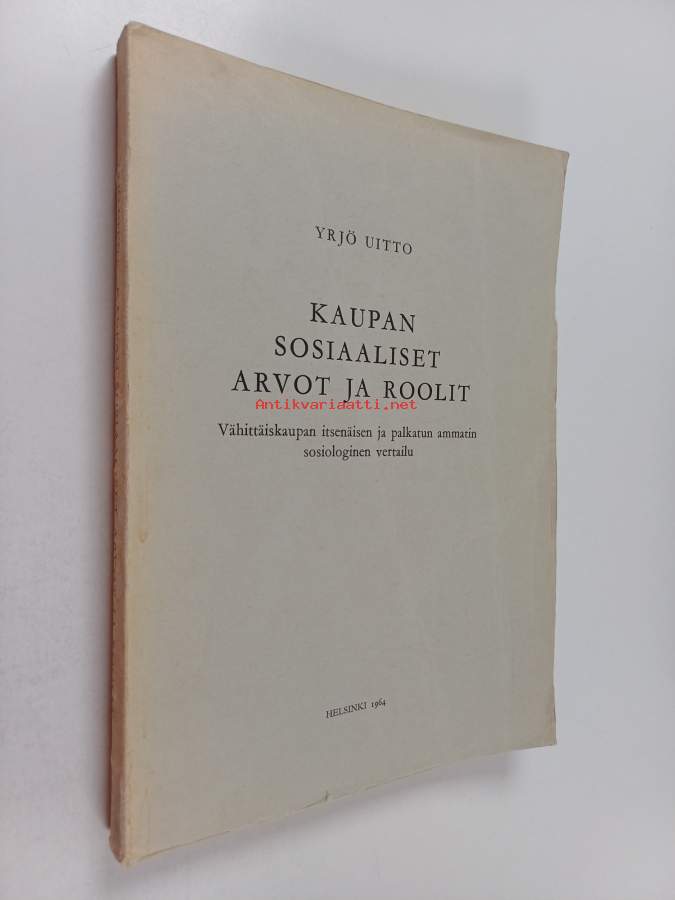 YRJÖ UITTO
KAUPAN
SOSIAALISET
ARVOT JA ROOLIT
Antikvariaatti.net
Vähittäiskaupan itsenäisen ja palkatun ammatin
sosiologinen vertailu
HELSINKI 1964